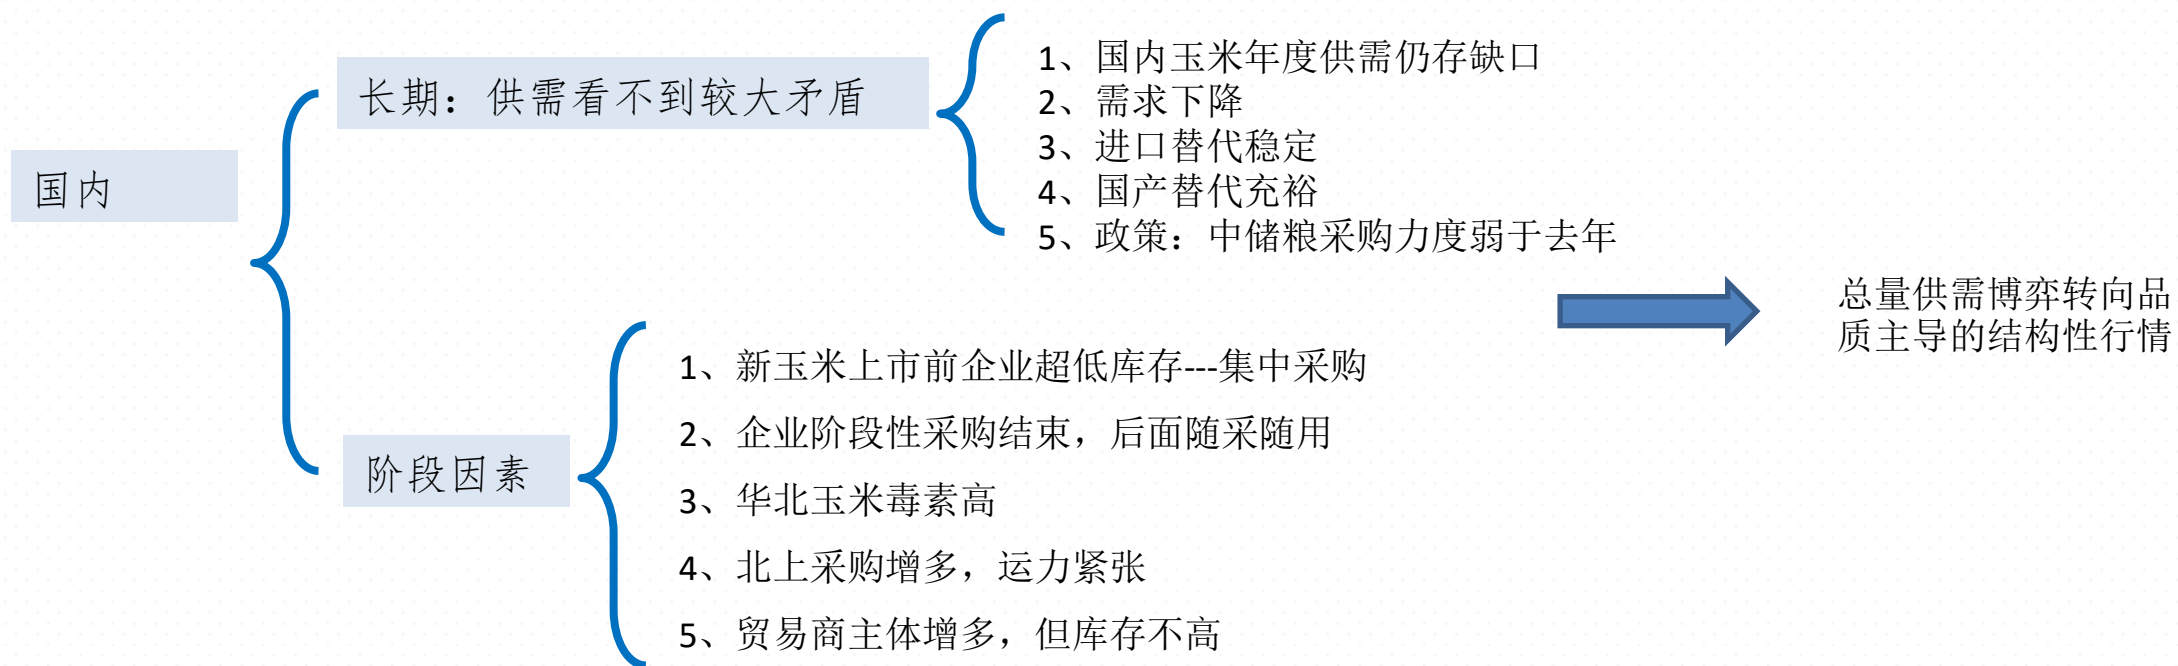 国内
长期：供需看不到较大矛盾
1、国内玉米年度供需仍存缺口
2、需求下降
3、进口替代稳定
4、国产替代充裕
5、政策：中储粮采购力度弱于去年
阶段因素
1、新玉米上市前企业超低库存---集中采购
2、企业阶段性采购结束，后面随采随用
3、华北玉米毒素高
4、北上采购增多，运力紧张
5、贸易商主体增多，但库存不高
总量供需博弈转向品
质主导的结构性行情